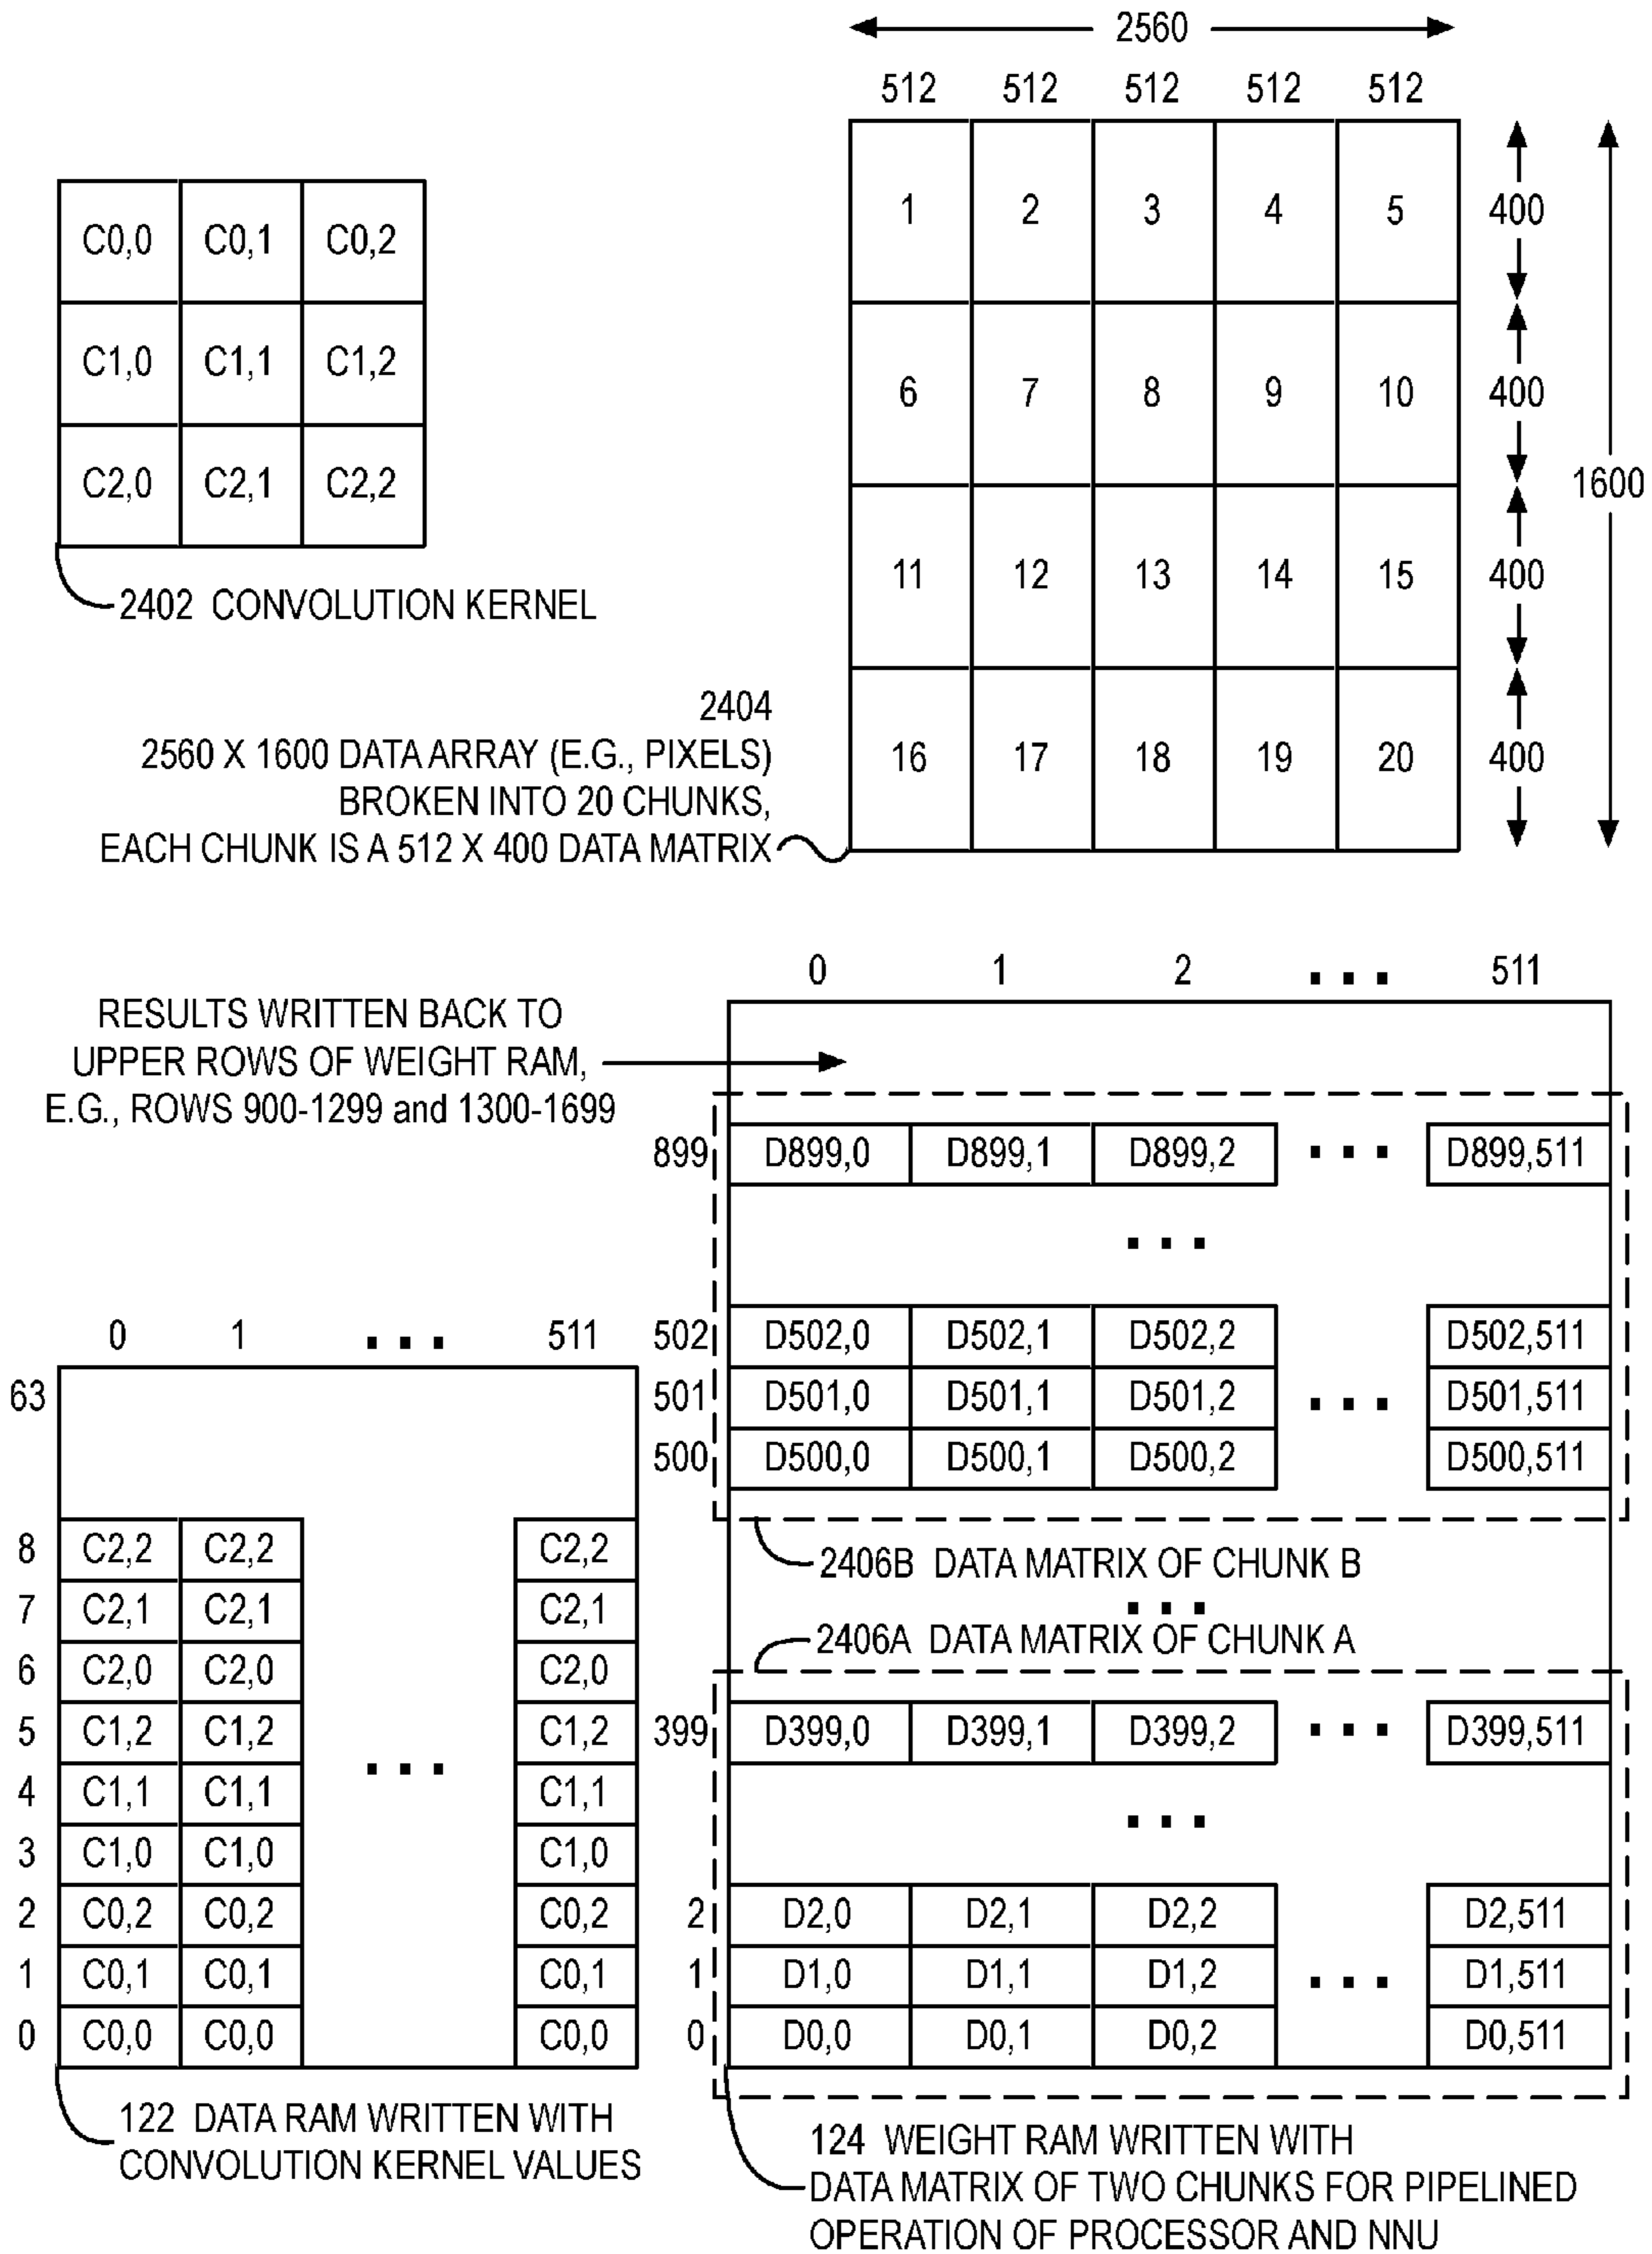 2560
512 512 512 512 512
1 2 3 4 5 400
6 7 8 9 10 400
1600
11 12 13 14 15 400
16 17 18 19 20 400
C0,0 C0,1 C0,2
C1,0 C1,1 C1,2
C2,0 C2,1 C2,2
2402 CONVOLUTION KERNEL
2404
2560 X 1600 DATA ARRAY (E.G., PIXELS)
BROKEN INTO 20 CHUNKS,
EACH CHUNK IS A 512 X 400 DATA MATRIX
RESULTS WRITTEN BACK TO
UPPER ROWS OF WEIGHT RAM,
E.G., ROWS 900-1299 and 1300-1699
0 1 2 ... 511
899 D899,0 D899,1 D899,2 ... D899,511
...
502 D502,0 D502,1 D502,2 D502,511
501 D501,0 D501,1 D501,2 ... D501,511
500 D500,0 D500,1 D500,2 D500,511
2406B DATA MATRIX OF CHUNK B
...
2406A DATA MATRIX OF CHUNK A
399 D399,0 D399,1 D399,2 ... D399,511
...
2 D2,0 D2,1 D2,2 D2,511
1 D1,0 D1,1 D1,2 ... D1,511
0 D0,0 D0,1 D0,2 D0,511
124 WEIGHT RAM WRITTEN WITH
DATA MATRIX OF TWO CHUNKS FOR PIPELINED
OPERATION OF PROCESSOR AND NNU
0 1 ... 511
63
8 C2,2 C2,2 C2,2
7 C2,1 C2,1 C2,1
6 C2,0 C2,0 C2,0
5 C1,2 C1,2 C1,2
...
4 C1,1 C1,1 C1,1
3 C1,0 C1,0 C1,0
2 C0,2 C0,2 C0,2
1 C0,1 C0,1 C0,1
0 C0,0 C0,0 C0,0
122 DATA RAM WRITTEN WITH
CONVOLUTION KERNEL VALUES